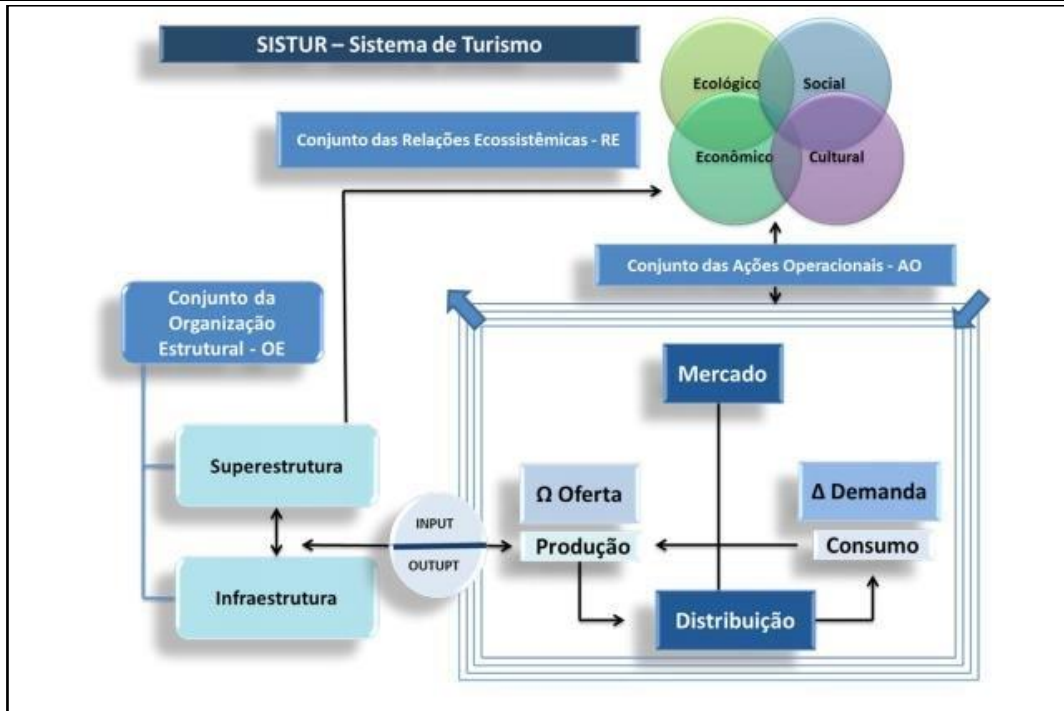 SISTUR – Sistema de Turismo
Ecológico
Social
Econômico
Cultural
Conjunto das Relações Ecossistêmicas - RE
Conjunto das Ações Operacionais - AO
Conjunto da
Organização
Estrutural - OE
Superestrutura
Infraestrutura
INPUT
OUTUPT
Mercado
Ω Oferta
Produção
Δ Demanda
Consumo
Distribuição